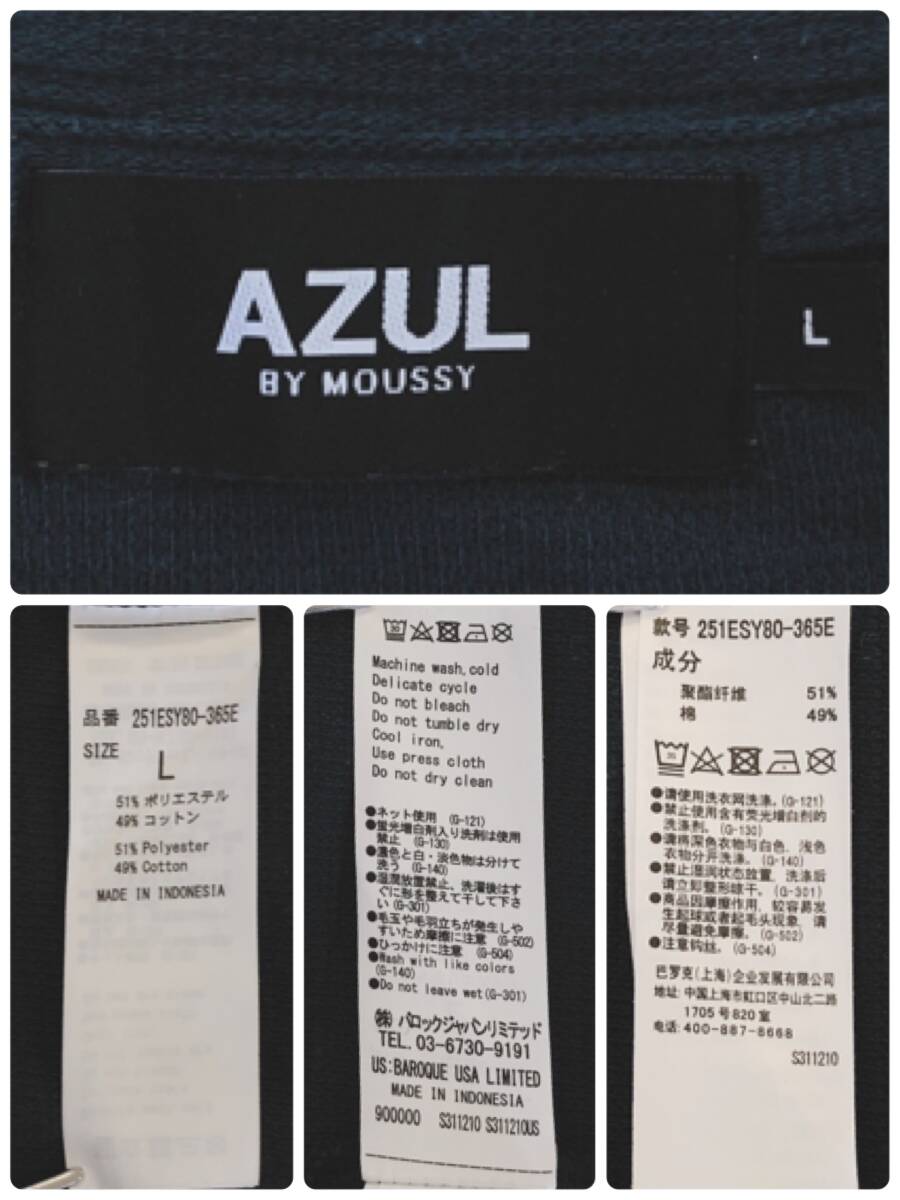 AZUL
BY MOUSSY
L
品番 251ESY80-365E
SIZE
L
51% ポリエステル
49% コットン
51% Polyester
49% Cotton
MADE IN INDONESIA
Machine wash,cold
Delicate cycle
Do not bleach
Do not tumble dry
Cool iron,
Use press cloth
Do not dry clean
●ネット使用 (G-121)
●蛍光増白剤入り洗剤は使用
禁止 (G-130)
●濃色と白・淡色物は分けて
洗う (G-140)
●湿潤放置禁止、洗濯後はす
ぐに形を整えて干して下さ
い(G-301)
●毛玉や毛羽立ちが発生しや
すいため摩擦に注意 (G-502)
●ひっかけに注意 (G-504)
●Wash with like colors
(G-140)
●Do not leave wet(G-301)
㈱ バロックジャパンリミテッド
TEL. 03-6730-9191
US:BAROQUE USA LIMITED
MADE IN INDONESIA
900000 S311210 S311210US
款号 251ESY80-365E
成分
聚酯纤维 51%
棉 49%
●请使用洗衣网洗涤。(G-121)
●禁止使用含有荧光增白剂的
洗涤剂。(G-130)
●请将深色衣物与白色、浅色
衣物分开洗涤。(G-140)
●禁止湿润状态放置，洗涤后
请立卽整形晾干。(G-301)
●商品因摩擦作用，较容易发
生起球或者起毛头现象，请
尽量避免摩擦。(G-502)
●注意钩丝。(G-504)
巴罗克(上海)企业发展有限公司
地址: 中国上海市虹口区中山北二路
1705号820室
电话: 400-887-8668
S311210